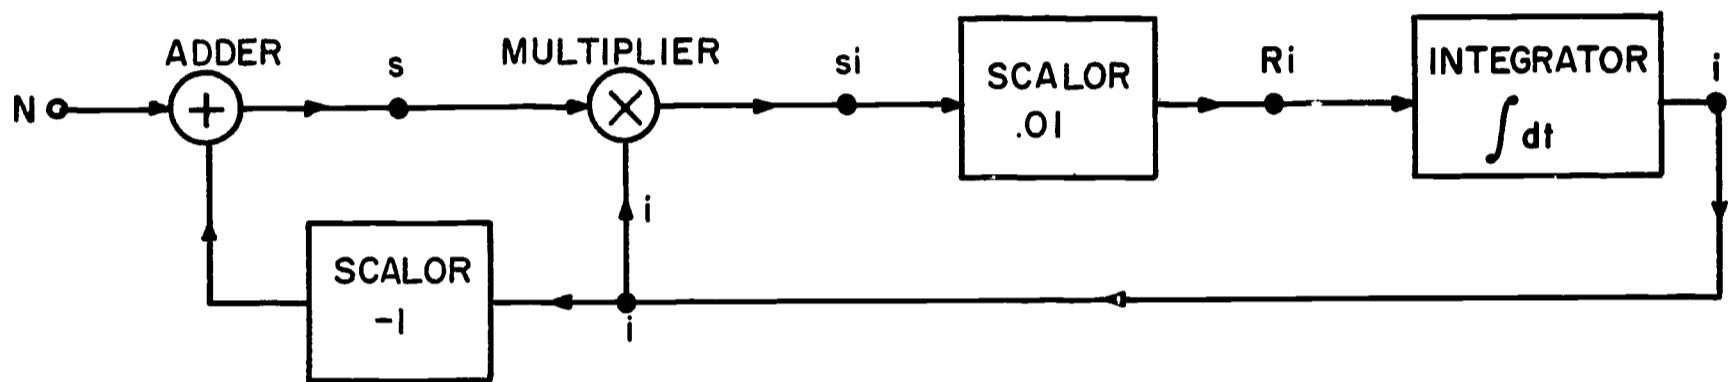 N
ADDER
+
s
MULTIPLIER
×
si
SCALOR
.01
Ri
INTEGRATOR
∫ dt
i
i
i
SCALOR
-1